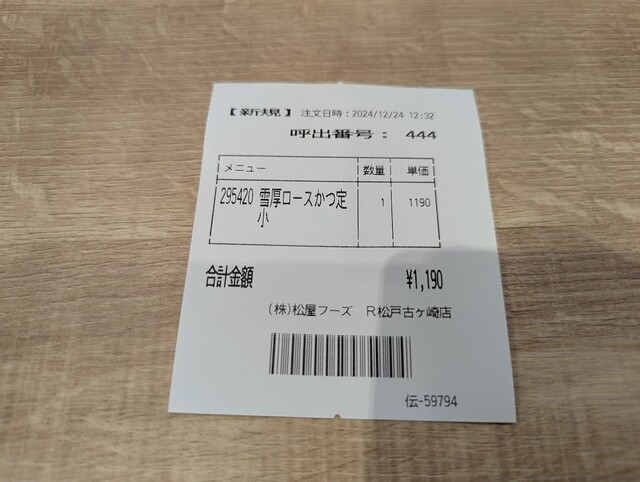 【新規】 注文日時：2024/12/24 12:32
呼出番号： 444
メニュー 数量 単価
295420 雪厚ロースかつ定 1 1190
小
合計金額 ¥1,190
(株)松屋フーズ R松戸古ヶ崎店
伝-59794